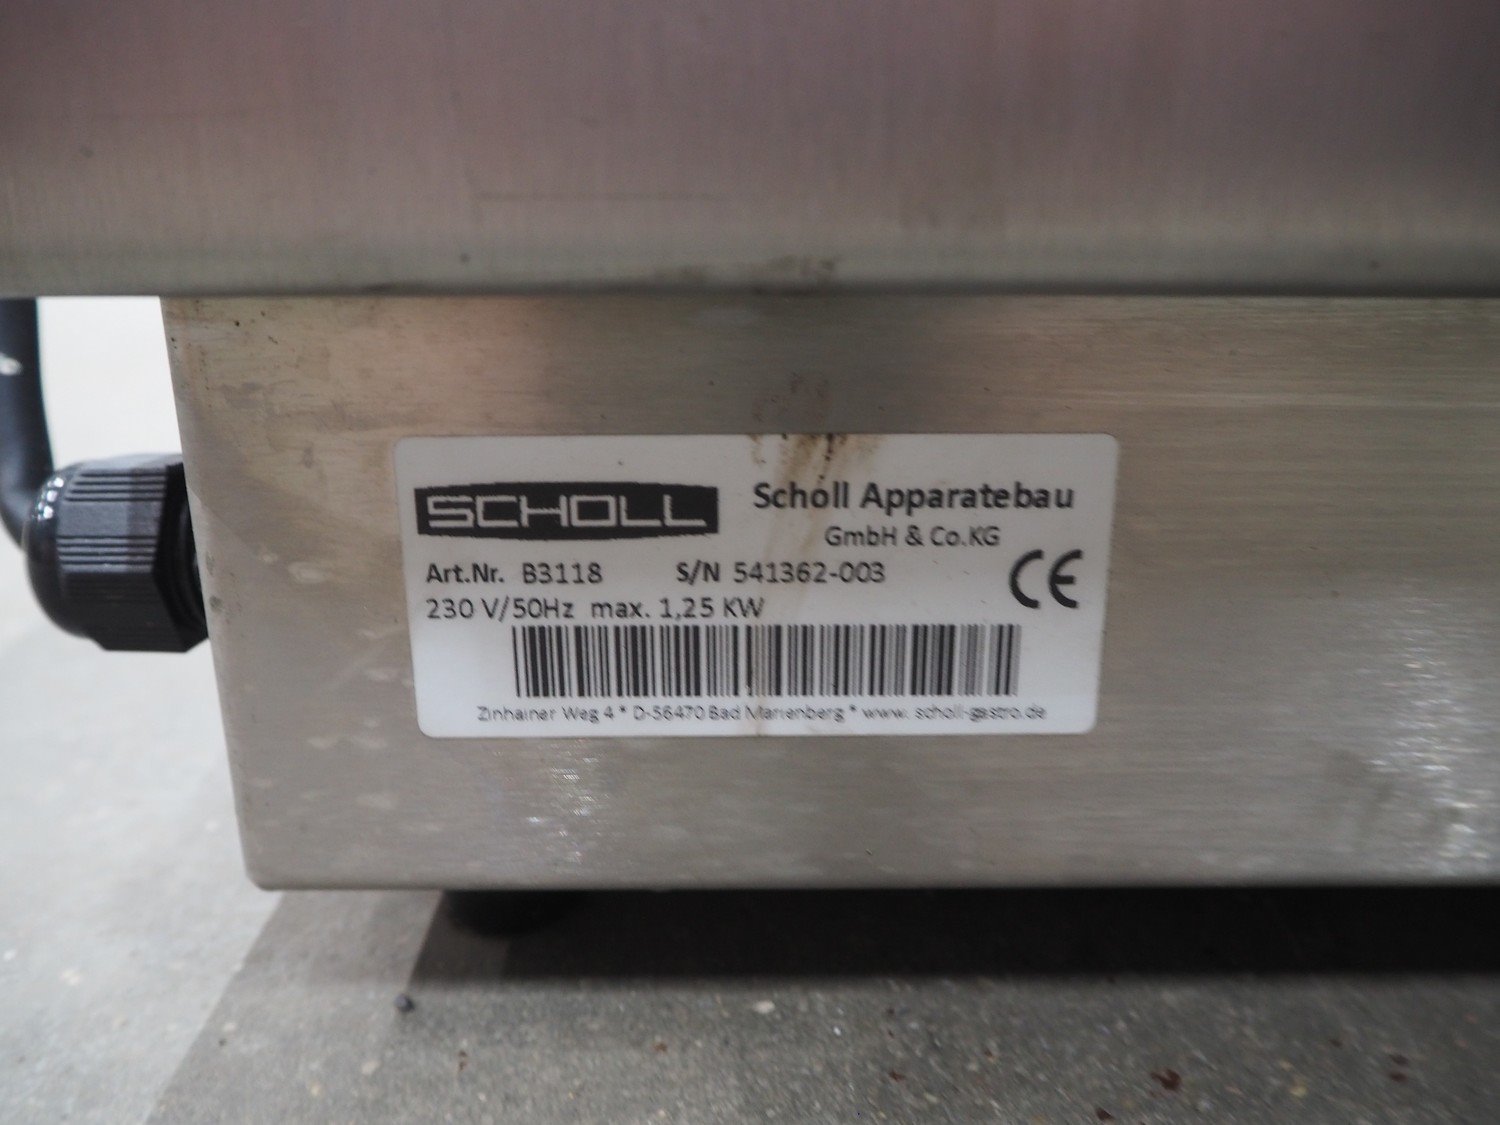 SCHOLL
Scholl Apparatebau
GmbH & Co.KG
Art.Nr. B3118 S/N 541362-003
230 V/50Hz max. 1,25 KW
CE
Zinhainer Weg 4 * D-56470 Bad Marienberg * www. scholl-gastro.de